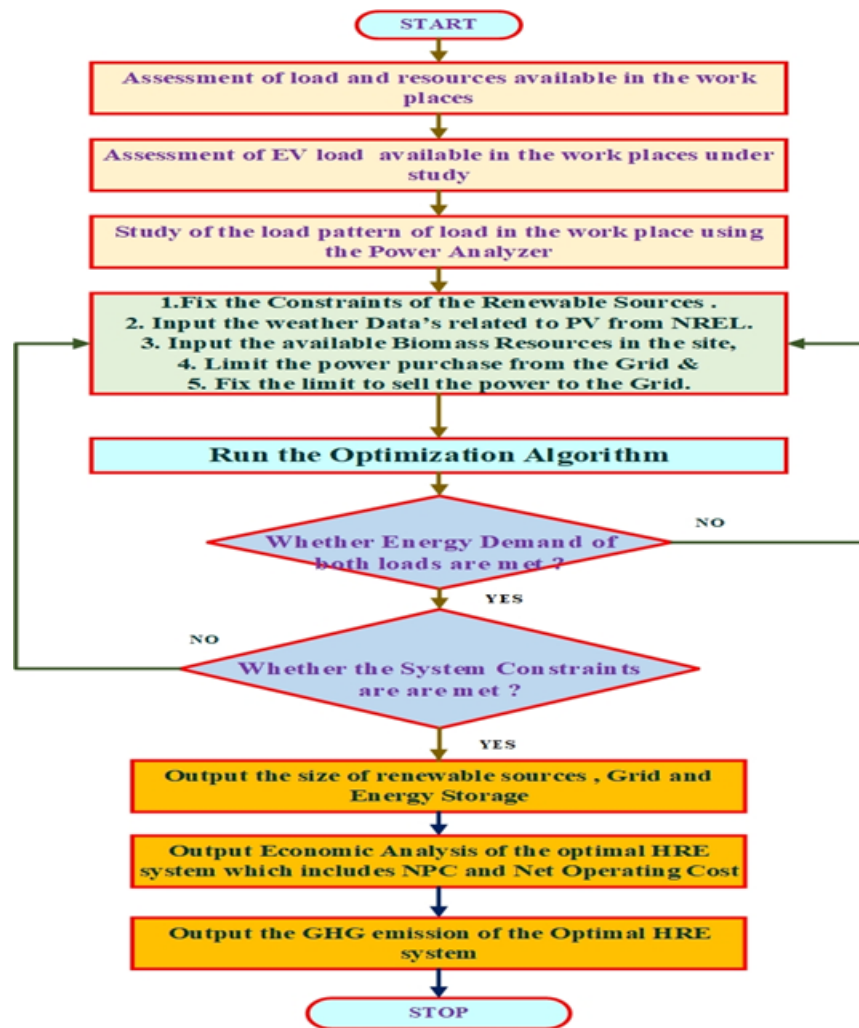 START
Assessment of load and resources available in the work
places
Assessment of EV load available in the work places under
study
Study of the load pattern of load in the work place using
the Power Analyzer
1.Fix the Constraints of the Renewable Sources .
2. Input the weather Data's related to PV from NREL.
3. Input the available Biomass Resources in the site,
4. Limit the power purchase from the Grid &
5. Fix the limit to sell the power to the Grid.
Run the Optimization Algorithm
Whether Energy Demand of
both loads are met ?
NO
YES
NO
Whether the System Constraints
are are met ?
YES
Output the size of renewable sources , Grid and
Energy Storage
Output Economic Analysis of the optimal HRE
system which includes NPC and Net Operating Cost
Output the GHG emission of the Optimal HRE
system
STOP